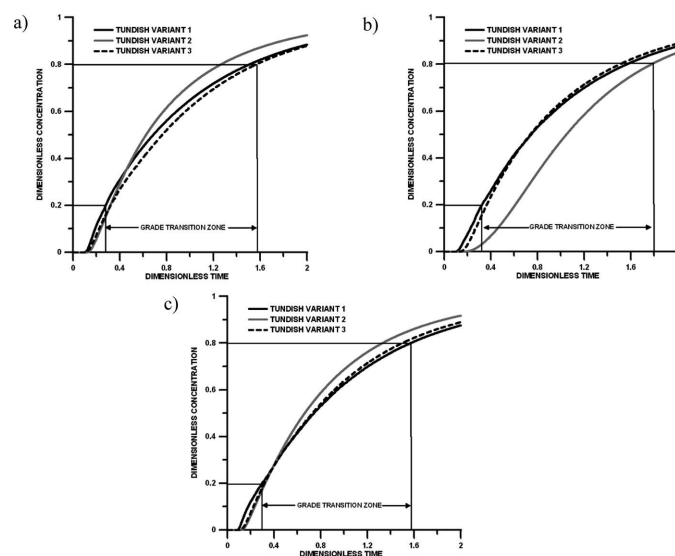 a)
TUNDISH VARIANT 1
TUNDISH VARIANT 2
TUNDISH VARIANT 3
DIMENSIONLESS CONCENTRATION
1
0.8
0.6
0.4
0.2
0
GRADE TRANSITION ZONE
0 0.4 0.8 1.2 1.6 2
DIMENSIONLESS TIME
b)
TUNDISH VARIANT 1
TUNDISH VARIANT 2
TUNDISH VARIANT 3
DIMENSIONLESS CONCENTRATION
1
0.8
0.6
0.4
0.2
0
GRADE TRANSITION ZONE
0 0.4 0.8 1.2 1.6
DIMENSIONLESS TIME
c)
TUNDISH VARIANT 1
TUNDISH VARIANT 2
TUNDISH VARIANT 3
DIMENSIONLESS CONCENTRATION
1
0.8
0.6
0.4
0.2
0
GRADE TRANSITION ZONE
0 0.4 0.8 1.2 1.6 2
DIMENSIONLESS TIME